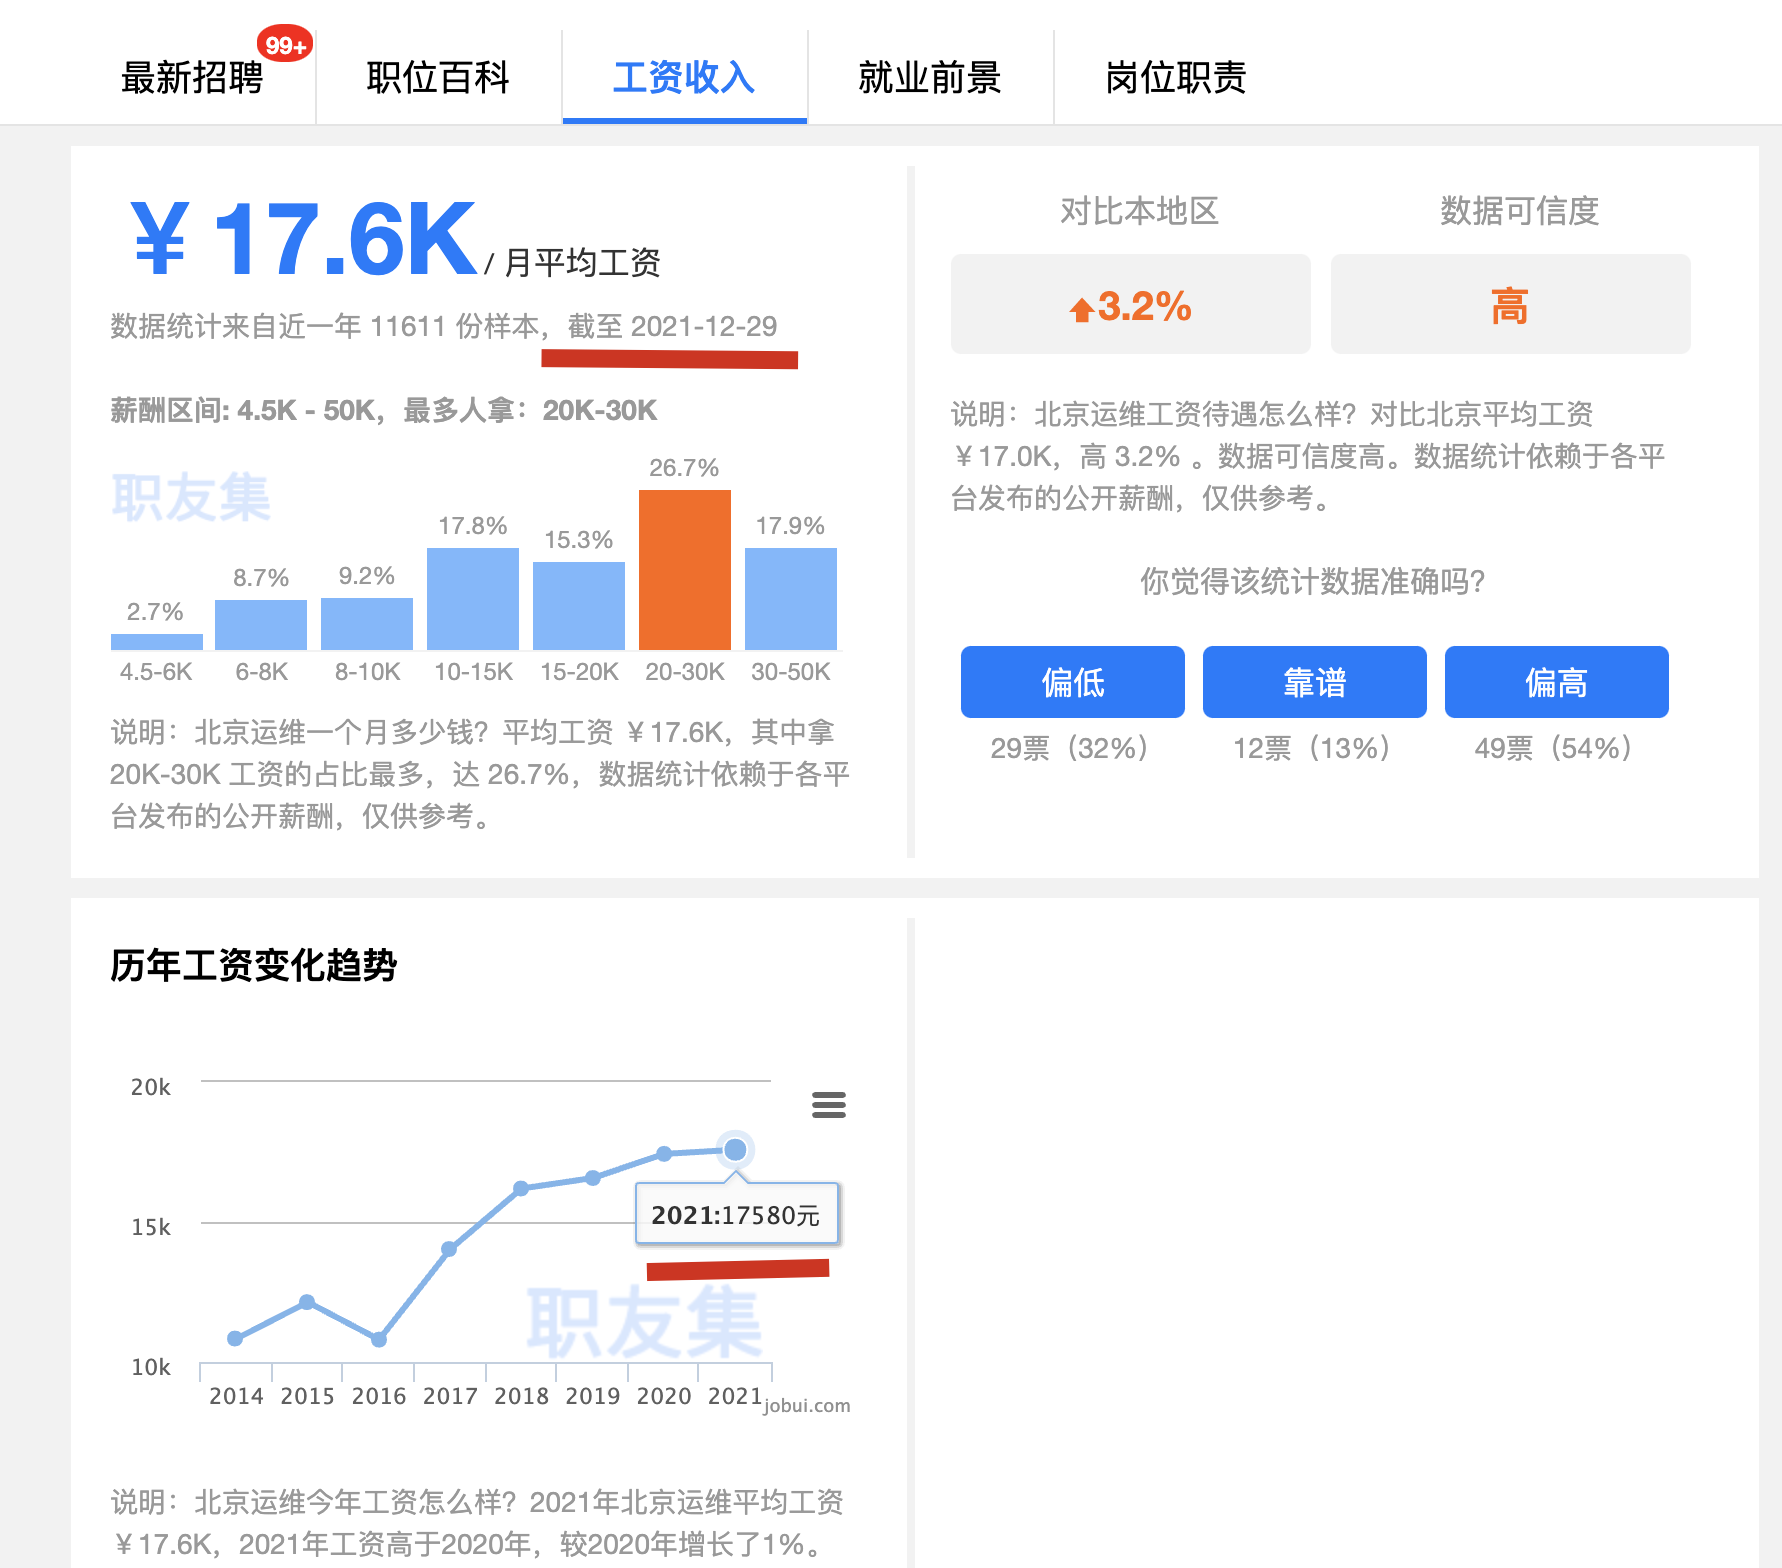 最新招聘 99+ 职位百科 工资收入 就业前景 岗位职责
￥17.6K / 月平均工资
数据统计来自近一年 11611 份样本，截至 2021-12-29
薪酬区间: 4.5K - 50K，最多人拿：20K-30K
职友集
2.7% 8.7% 9.2% 17.8% 15.3% 26.7% 17.9%
4.5-6K 6-8K 8-10K 10-15K 15-20K 20-30K 30-50K
说明：北京运维一个月多少钱？平均工资 ￥17.6K，其中拿
20K-30K 工资的占比最多，达 26.7%，数据统计依赖于各平
台发布的公开薪酬，仅供参考。
对比本地区 数据可信度
3.2% 高
说明：北京运维工资待遇怎么样？对比北京平均工资
￥17.0K，高 3.2% 。数据可信度高。数据统计依赖于各平
台发布的公开薪酬，仅供参考。
你觉得该统计数据准确吗？
偏低 靠谱 偏高
29票（32%） 12票（13%） 49票（54%）
历年工资变化趋势
20k
15k
10k
2021:17580元
职友集
2014 2015 2016 2017 2018 2019 2020 2021
jobui.com
说明：北京运维今年工资怎么样？2021年北京运维平均工资
￥17.6K，2021年工资高于2020年，较2020年增长了1%。